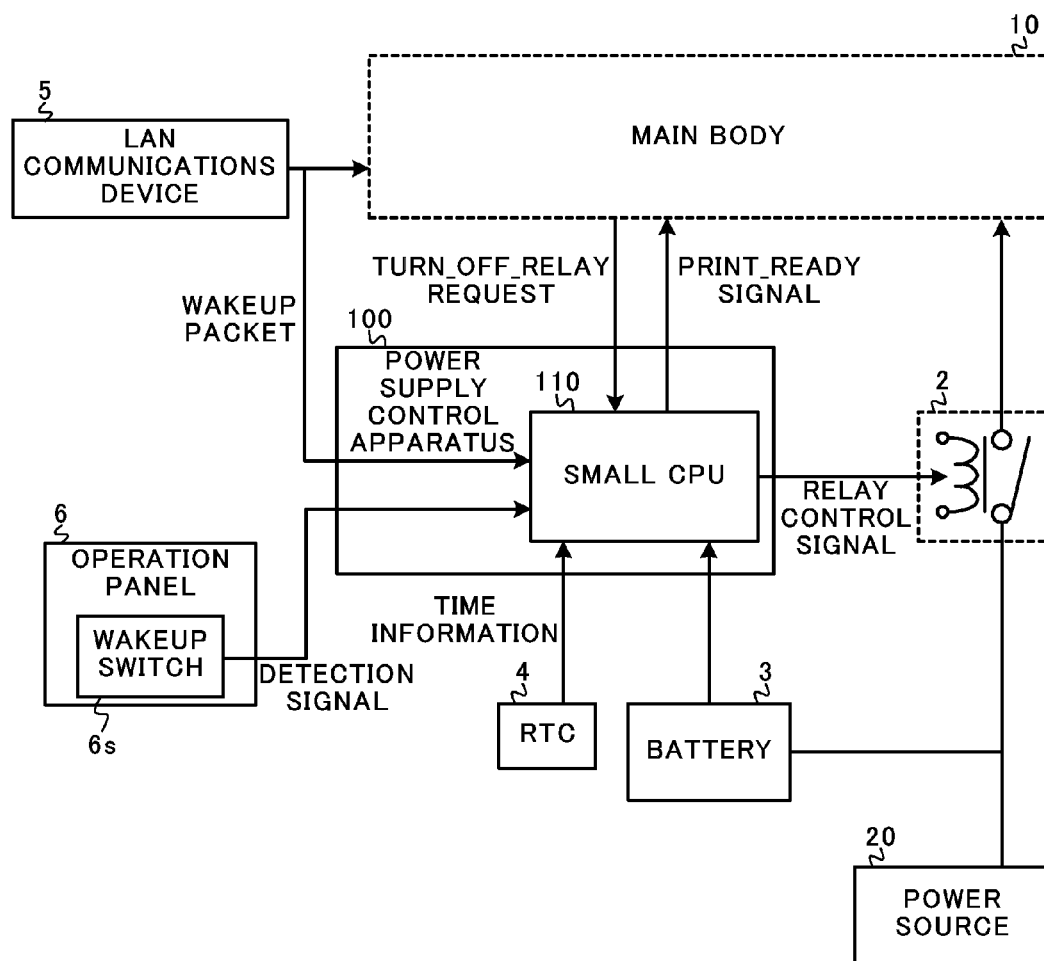 10
MAIN BODY
5
LAN
COMMUNICATIONS
DEVICE
TURN_OFF_RELAY
REQUEST
PRINT_READY
SIGNAL
WAKEUP
PACKET
100
POWER
SUPPLY
CONTROL
APPARATUS
110
SMALL CPU
2
RELAY
CONTROL
SIGNAL
6
OPERATION
PANEL
WAKEUP
SWITCH
6s
DETECTION
SIGNAL
TIME
INFORMATION
4
RTC
3
BATTERY
20
POWER
SOURCE